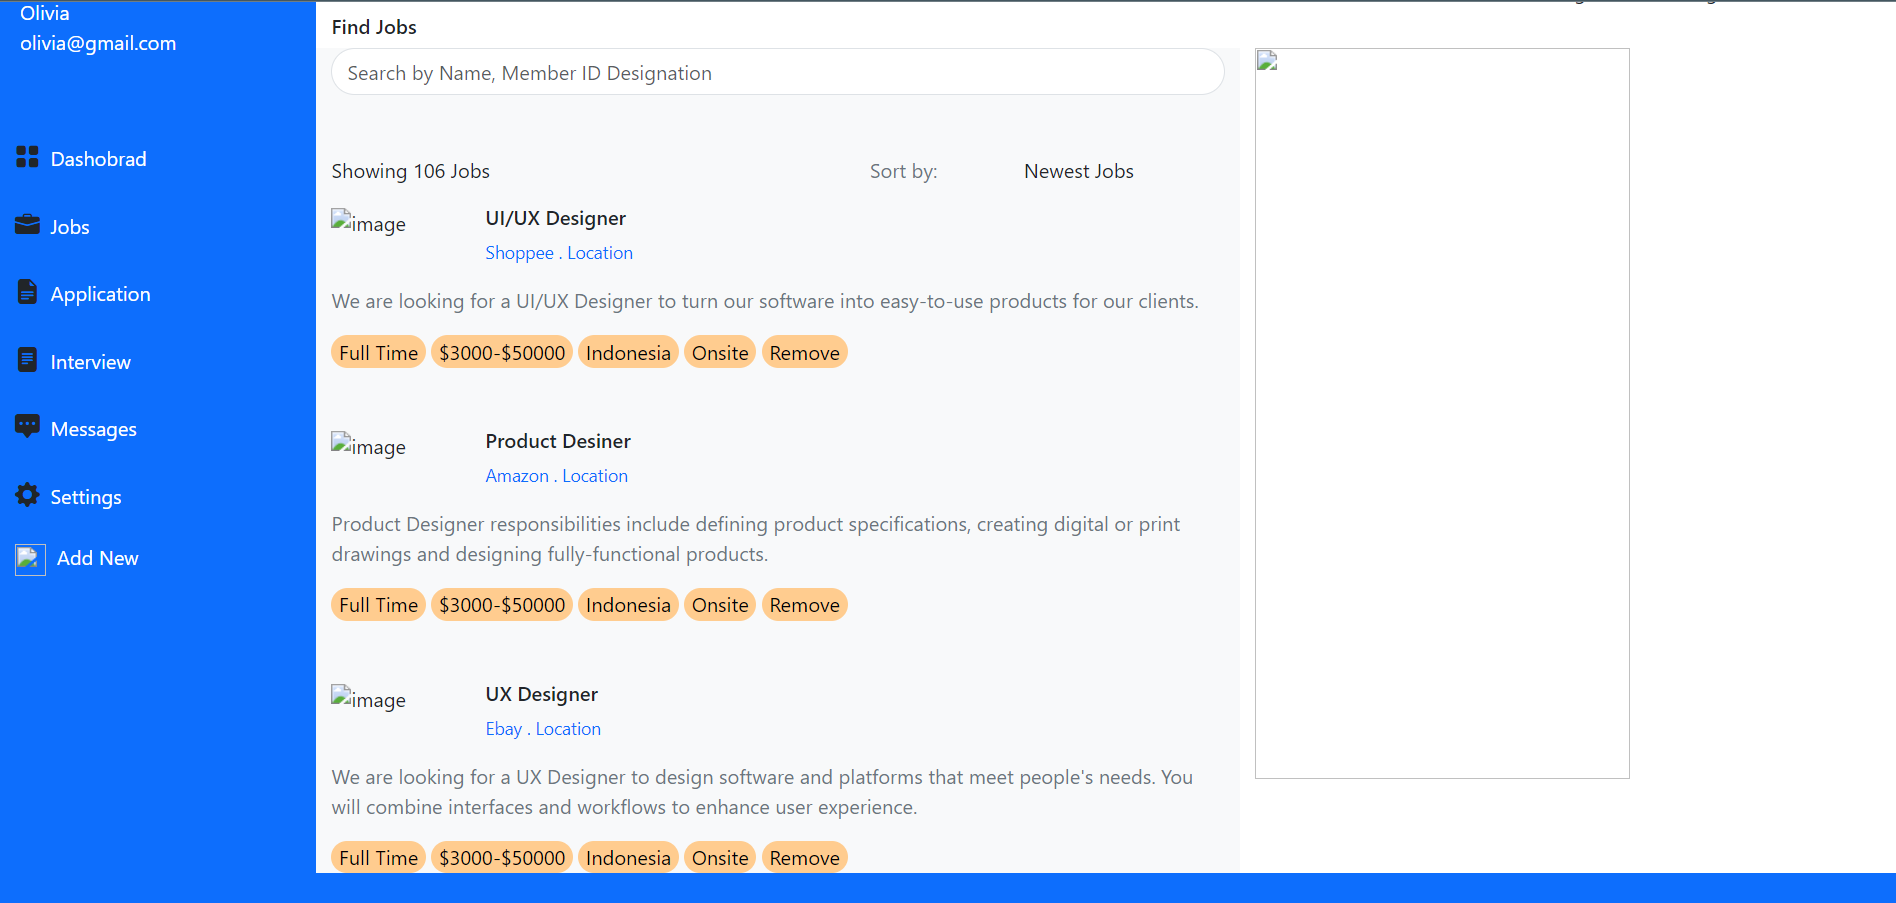 Olivia
olivia@gmail.com
Dashobrad
Jobs
Application
Interview
Messages
Settings
Add New
Find Jobs
Search by Name, Member ID Designation
Showing 106 Jobs
Sort by:
Newest Jobs
image
UI/UX Designer
Shoppee . Location
We are looking for a UI/UX Designer to turn our software into easy-to-use products for our clients.
Full Time $3000-$50000 Indonesia Onsite Remove
image
Product Desiner
Amazon . Location
Product Designer responsibilities include defining product specifications, creating digital or print
drawings and designing fully-functional products.
Full Time $3000-$50000 Indonesia Onsite Remove
image
UX Designer
Ebay . Location
We are looking for a UX Designer to design software and platforms that meet people's needs. You
will combine interfaces and workflows to enhance user experience.
Full Time $3000-$50000 Indonesia Onsite Remove